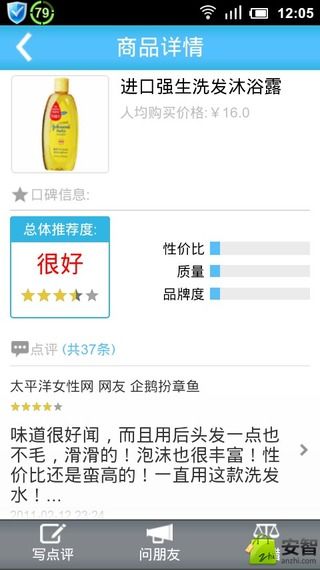 79
12:05
商品详情
进口强生洗发沐浴露
人均购买价格:￥16.0
Johnson's
baby
口碑信息:
总体推荐度:
很好
性价比
质量
品牌度
点评 (共37条)
太平洋女性网 网友 企鹅扮章鱼
味道很好闻，而且用后头发一点也
不毛，滑滑的！泡沫也很丰富！性
价比还是蛮高的！一直用这款洗发
水！...
2011-02-12 23:24
写点评
问朋友
安智
anzhi.com